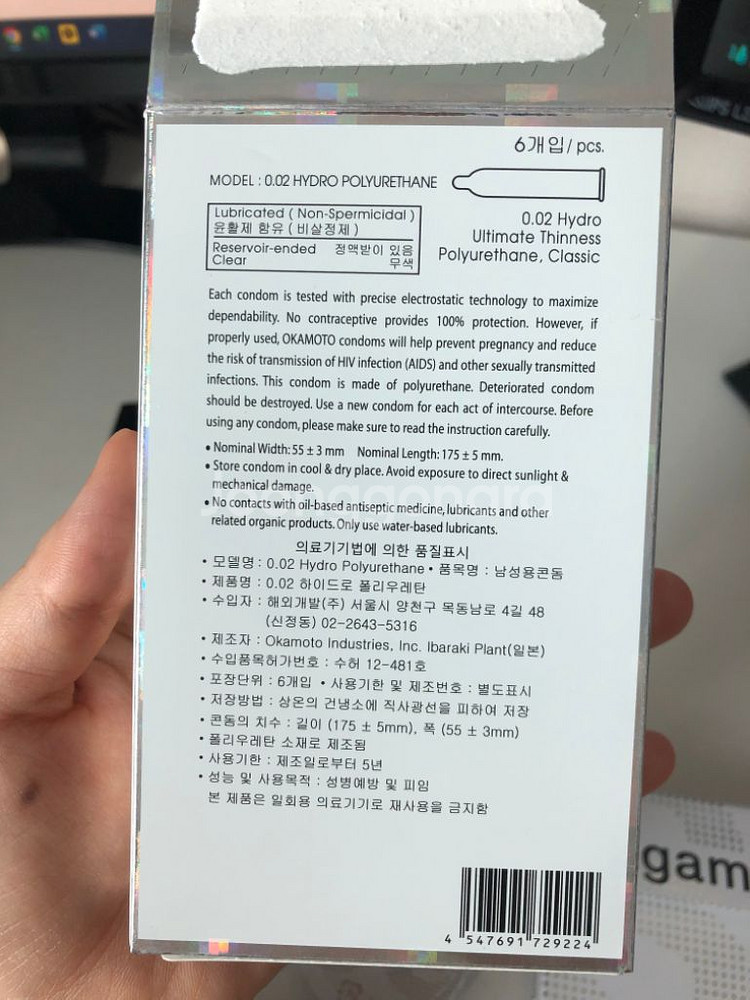 6개입/ pcs.
MODEL : 0.02 HYDRO POLYURETHANE
Lubricated ( Non-Spermicidal )
윤활제 함유 ( 비살정제 )
Reservoir-ended 정액받이 있음
Clear 무색
0.02 Hydro
Ultimate Thinness
Polyurethane, Classic
Each condom is tested with precise electrostatic technology to maximize
dependability. No contraceptive provides 100% protection. However, if
properly used, OKAMOTO condoms will help prevent pregnancy and reduce
the risk of transmission of HIV infection (AIDS) and other sexually transmitted
infections. This condom is made of polyurethane. Deteriorated condom
should be destroyed. Use a new condom for each act of intercourse. Before
using any condom, please make sure to read the instruction carefully.
• Nominal Width: 55 ± 3 mm Nominal Length: 175 ± 5 mm.
• Store condom in cool & dry place. Avoid exposure to direct sunlight &
mechanical damage.
• No contacts with oil-based antiseptic medicine, lubricants and other
related organic products. Only use water-based lubricants.
의료기기법에 의한 품질표시
• 모델명 : 0.02 Hydro Polyurethane • 품목명 : 남성용콘돔
• 제품명 : 0.02 하이드로 폴리우레탄
• 수입자 : 해외개발(주) 서울시 양천구 목동남로 4길 48
(신정동) 02-2643-5316
• 제조자 : Okamoto Industries, Inc. Ibaraki Plant(일본)
• 수입품목허가번호 : 수허 12-481호
• 포장단위 : 6개입 • 사용기한 및 제조번호 : 별도표시
• 저장방법 : 상온의 건냉소에 직사광선을 피하여 저장
• 콘돔의 치수 : 길이 (175 ± 5mm), 폭 (55 ± 3mm)
• 폴리우레탄 소재로 제조됨
• 사용기한 : 제조일로부터 5년
• 성능 및 사용목적 : 성병예방 및 피임
본 제품은 일회용 의료기기로 재사용을 금지함
4 547691 729224
gam
Joonggonara